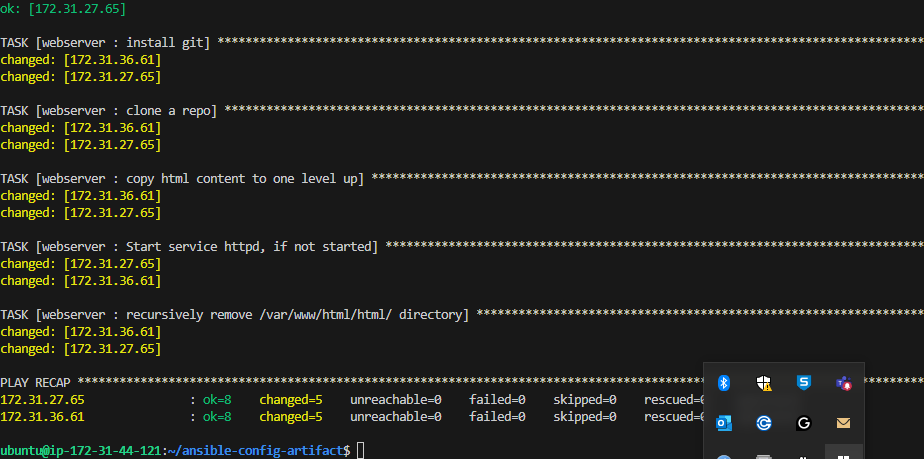 ok: [172.31.27.65]
TASK [webserver : install git] ****************************************************************************************************
changed: [172.31.36.61]
changed: [172.31.27.65]
TASK [webserver : clone a repo] ***************************************************************************************************
changed: [172.31.36.61]
changed: [172.31.27.65]
TASK [webserver : copy html content to one level up] ******************************************************************************
changed: [172.31.36.61]
changed: [172.31.27.65]
TASK [webserver : Start service httpd, if not started] ****************************************************************************
changed: [172.31.27.65]
changed: [172.31.36.61]
TASK [webserver : recursively remove /var/www/html/html/ directory] ***************************************************************
changed: [172.31.36.61]
changed: [172.31.27.65]
PLAY RECAP ************************************************************************************************************************
172.31.27.65 : ok=8 changed=5 unreachable=0 failed=0 skipped=0 rescued=0
172.31.36.61 : ok=8 changed=5 unreachable=0 failed=0 skipped=0 rescued=0
ubuntu@ip-172-31-44-121:~/ansible-config-artifact$